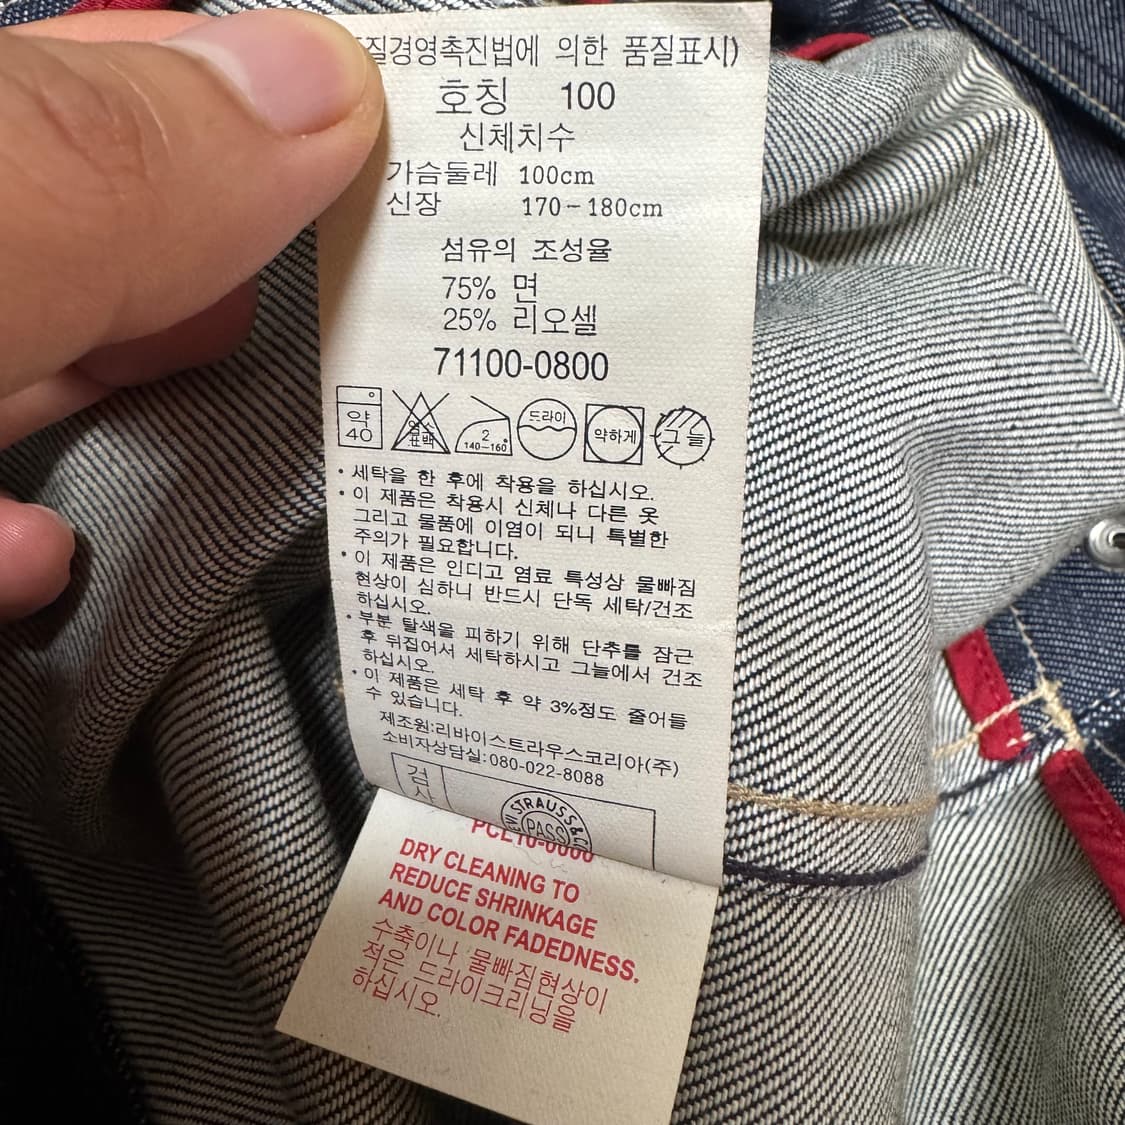 질경영촉진법에 의한 품질표시)
호칭 100
신체치수
가슴둘레 100cm
신장 170-180cm
섬유의 조성율
75% 면
25% 리오셀
71100-0800
약 40
염소 표백
2 140-160°
드라이
약하게
그늘
• 세탁을 한 후에 착용을 하십시오.
• 이 제품은 착용시 신체나 다른 옷
그리고 물품에 이염이 되니 특별한
주의가 필요합니다.
• 이 제품은 인디고 염료 특성상 물빠짐
현상이 심하니 반드시 단독 세탁/건조
하십시오.
• 부분 탈색을 피하기 위해 단추를 잠근
후 뒤집어서 세탁하시고 그늘에서 건조
하십시오.
• 이 제품은 세탁 후 약 3%정도 줄어들
수 있습니다.
제조원:리바이스트라우스코리아(주)
소비자상담실:080-022-8088
검사
STRAUSS&C
PASS
DRY CLEANING TO
REDUCE SHRINKAGE
AND COLOR FADEDNESS.
수축이나 물빠짐현상이
적은 드라이크리닝을
하십시오.